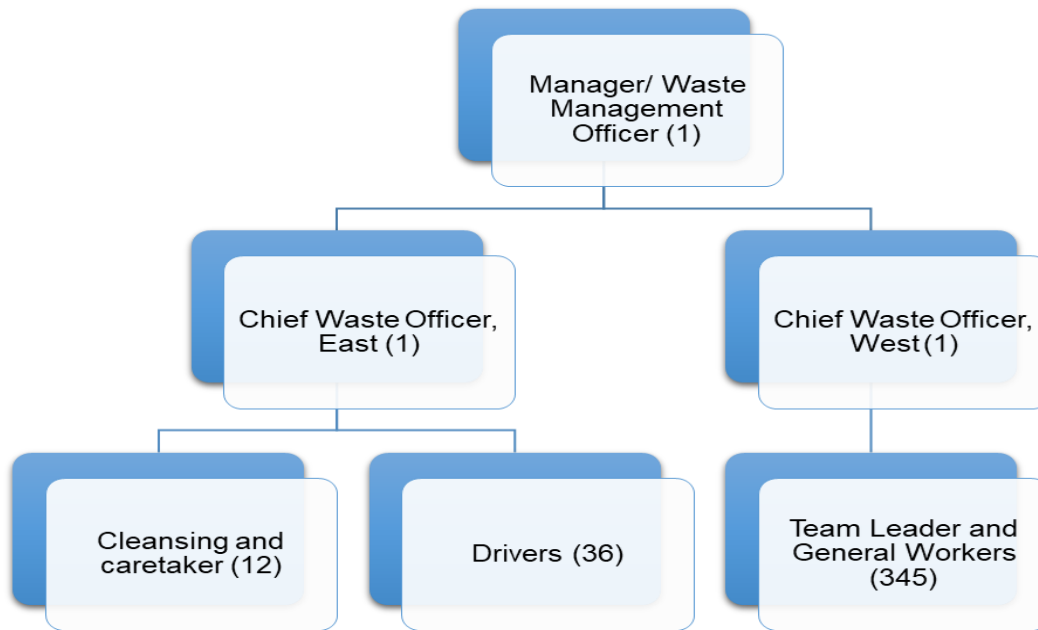 Manager/ Waste
Management
Officer (1)
Chief Waste Officer,
East (1)
Chief Waste Officer,
West (1)
Cleansing and
caretaker (12)
Drivers (36)
Team Leader and
General Workers
(345)